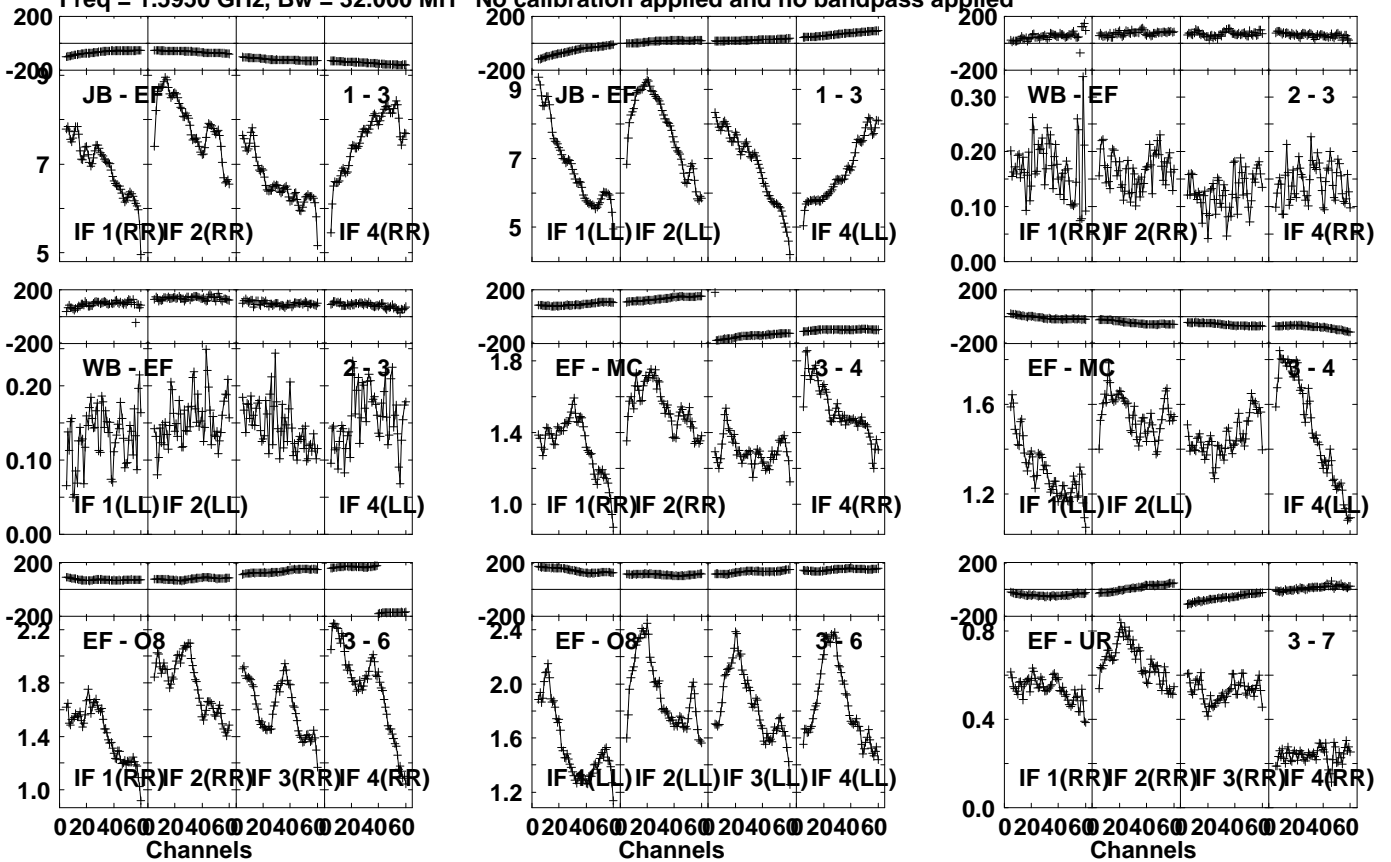 Freq = 1.5950 GHz, Bw = 32.000 MH No calibration applied and no bandpass applied
200 200 200
-200 -200 -200
9 9 0.30
JB - EF 1 - 3 JB - EF 1 - 3 WB - EF 2 - 3
7 7 0.20
0.10
IF 1(RR) IF 2(RR) IF 4(RR) IF 1(LL) IF 2(LL) IF 4(LL) IF 1(RR) IF 2(RR) IF 4(RR)
5 5 0.00
200 200 200
-200 -200 -200
WB - EF 2 - 3 EF - MC 3 - 4 EF - MC 3 - 4
0.20 1.8 1.6
0.10 1.4 1.2
IF 1(LL) IF 2(LL) IF 4(LL) IF 1(RR) IF 2(RR) IF 4(RR) IF 1(LL) IF 2(LL) IF 4(LL)
0.00 1.0
200 200 200
-200 -200 -200
2.2 2.4 0.8
EF - O8 3 - 6 EF - O8 3 - 6 EF - UR 3 - 7
1.8 2.0 0.4
1.4 1.6
IF 1(RR) IF 2(RR) IF 3(RR) IF 4(RR) IF 1(LL) IF 2(LL) IF 3(LL) IF 4(LL) IF 1(RR) IF 2(RR) IF 3(RR) IF 4(RR)
1.0 1.2 0.0
0 20 40 60 0 20 40 60 0 20 40 60 0 20 40 60 0 20 40 60 0 20 40 60 0 20 40 60 0 20 40 60 0 20 40 60 0 20 40 60 0 20 40 60 0 20 40 60
Channels Channels Channels